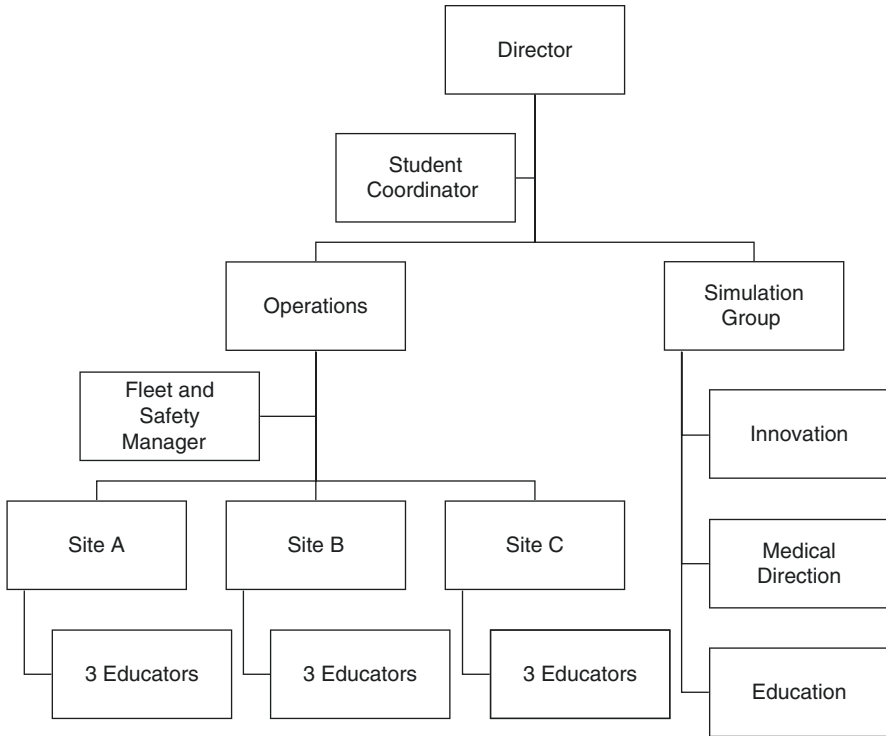 Director
Student
Coordinator
Operations
Simulation
Group
Fleet and
Safety
Manager
Innovation
Site A
Site B
Site C
Medical
Direction
3 Educators
3 Educators
3 Educators
Education